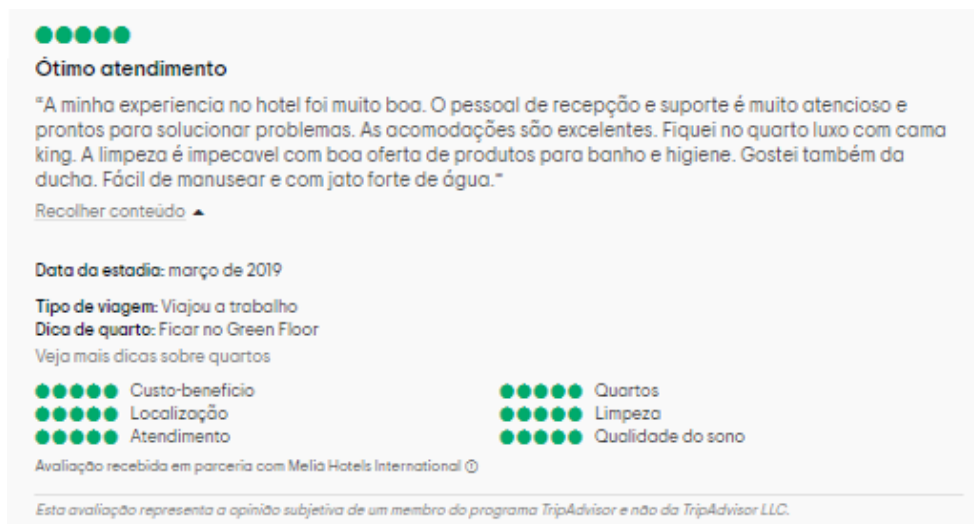 Ótimo atendimento
"A minha experiencia no hotel foi muito boa. O pessoal de recepção e suporte é muito atencioso e
prontos para solucionar problemas. As acomodações são excelentes. Fiquei no quarto luxo com cama
king. A limpeza é impecavel com boa oferta de produtos para banho e higiene. Gostei também da
ducha. Fácil de manusear e com jato forte de água."
Recolher conteúdo
Data da estadia: março de 2019
Tipo de viagem: Viajou a trabalho
Dica de quarto: Ficar no Green Floor
Veja mais dicas sobre quartos
Custo-benefício
Quartos
Localização
Limpeza
Atendimento
Qualidade do sono
Avaliação recebida em parceria com Meliá Hotels International
Esta avaliação representa a opinião subjetiva de um membro do programa TripAdvisor e não da TripAdvisor LLC.